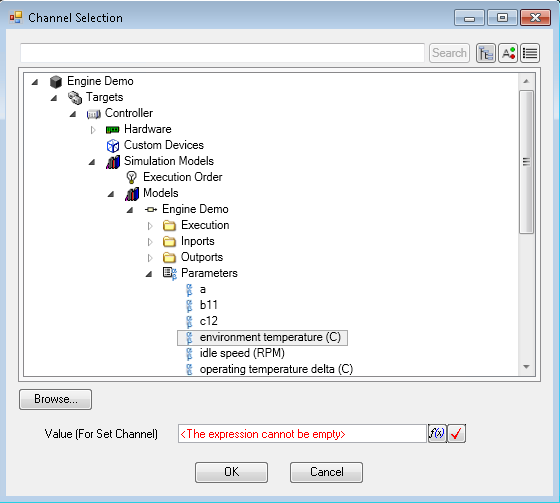 Channel Selection
Search
Engine Demo
Targets
Controller
Hardware
Custom Devices
Simulation Models
Execution Order
Models
Engine Demo
Execution
Inports
Outports
Parameters
a
b11
c12
environment temperature (C)
idle speed (RPM)
operating temperature delta (C)
Browse...
Value (For Set Channel) <The expression cannot be empty> f(x)
OK Cancel